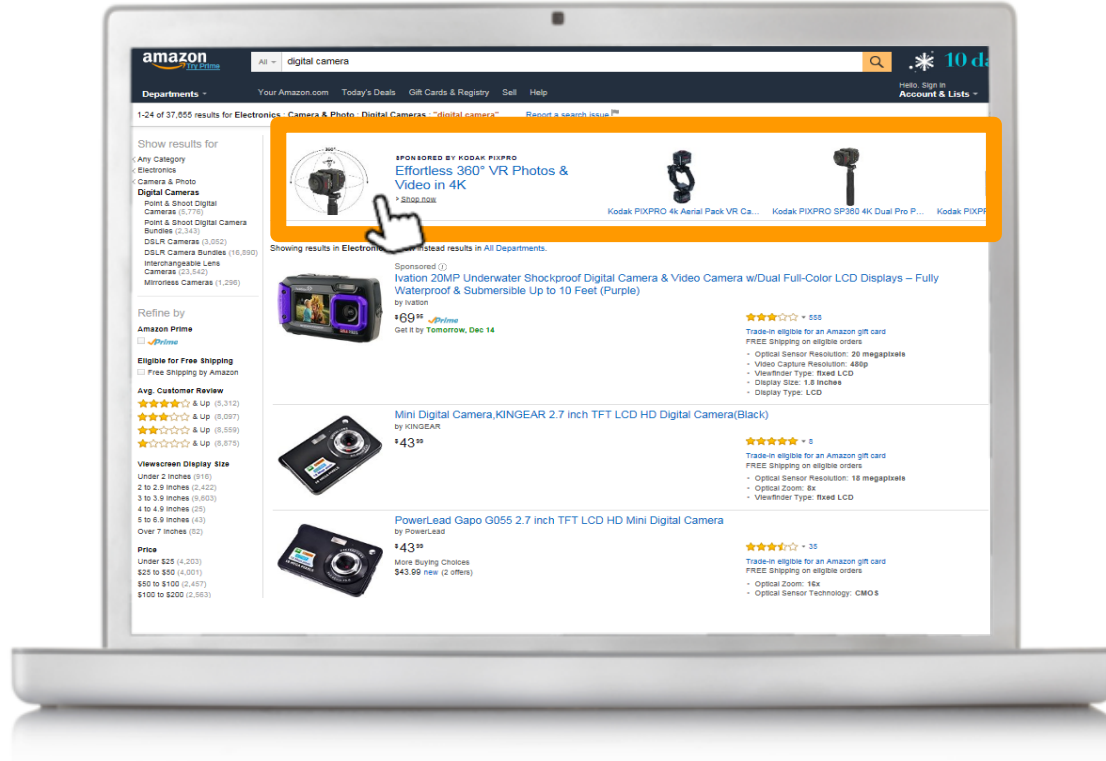 amazon
Try Prime
All
digital camera
10 da
Departments
Your Amazon.com Today's Deals Gift Cards & Registry Sell Help
Hello. Sign in
Account & Lists
1-24 of 37,655 results for Electronics : Camera & Photo : Digital Cameras : "digital camera"
Report a search issue
Show results for
Any Category
Electronics
Camera & Photo
Digital Cameras
Point & Shoot Digital
Cameras (5,776)
Point & Shoot Digital Camera
Bundles (2,343)
DSLR Cameras (3,052)
DSLR Camera Bundles (16,890)
Interchangeable Lens
Cameras (23,542)
Mirrorless Cameras (1,296)
Refine by
Amazon Prime
Prime
Eligible for Free Shipping
Free Shipping by Amazon
Avg. Customer Review
& Up (5,312)
& Up (8,097)
& Up (8,559)
& Up (8,875)
Viewscreen Display Size
Under 2 Inches (916)
2 to 2.9 Inches (2,422)
3 to 3.9 Inches (9,603)
4 to 4.9 Inches (25)
5 to 6.9 Inches (43)
Over 7 Inches (82)
Price
Under $25 (4,203)
$25 to $50 (4,001)
$50 to $100 (2,457)
$100 to $200 (2,563)
360°
SPONSORED BY KODAK PIXPRO
Effortless 360° VR Photos &
Video in 4K
Shop now
Kodak PIXPRO 4k Aerial Pack VR Ca...
Kodak PIXPRO SP360 4K Dual Pro P...
Kodak PIXPR
Showing results in Electronic
instead results in All Departments.
Sponsored
Ivation 20MP Underwater Shockproof Digital Camera & Video Camera w/Dual Full-Color LCD Displays – Fully
Waterproof & Submersible Up to 10 Feet (Purple)
by Ivation
$69 95 Prime
Get it by Tomorrow, Dec 14
555
Trade-in eligible for an Amazon gift card
FREE Shipping on eligible orders
- Optical Sensor Resolution: 20 megapixels
- Video Capture Resolution: 480p
- Viewfinder Type: fixed LCD
- Display Size: 1.8 Inches
- Display Type: LCD
Mini Digital Camera,KINGEAR 2.7 inch TFT LCD HD Digital Camera(Black)
by KINGEAR
$43 99
8
Trade-in eligible for an Amazon gift card
FREE Shipping on eligible orders
- Optical Sensor Resolution: 18 megapixels
- Optical Zoom: 8x
- Viewfinder Type: fixed LCD
PowerLead Gapo G055 2.7 inch TFT LCD HD Mini Digital Camera
by PowerLead
$43 99
More Buying Choices
$43.99 new (2 offers)
35
Trade-in eligible for an Amazon gift card
FREE Shipping on eligible orders
- Optical Zoom: 16x
- Optical Sensor Technology: CMOS